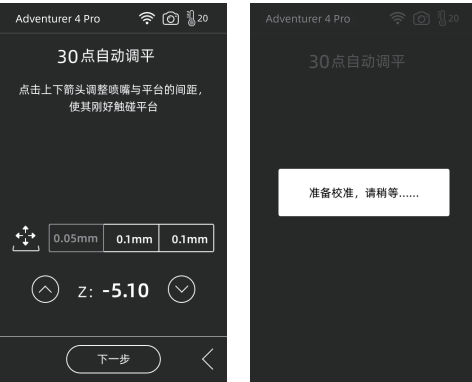 Adventurer 4 Pro 20
30点自动调平
点击上下箭头调整喷嘴与平台的间距，
使其刚好触碰平台
0.05mm 0.1mm 0.1mm
Z: -5.10
下一步
Adventurer 4 Pro 20
30点自动调平
准备校准，请稍等......